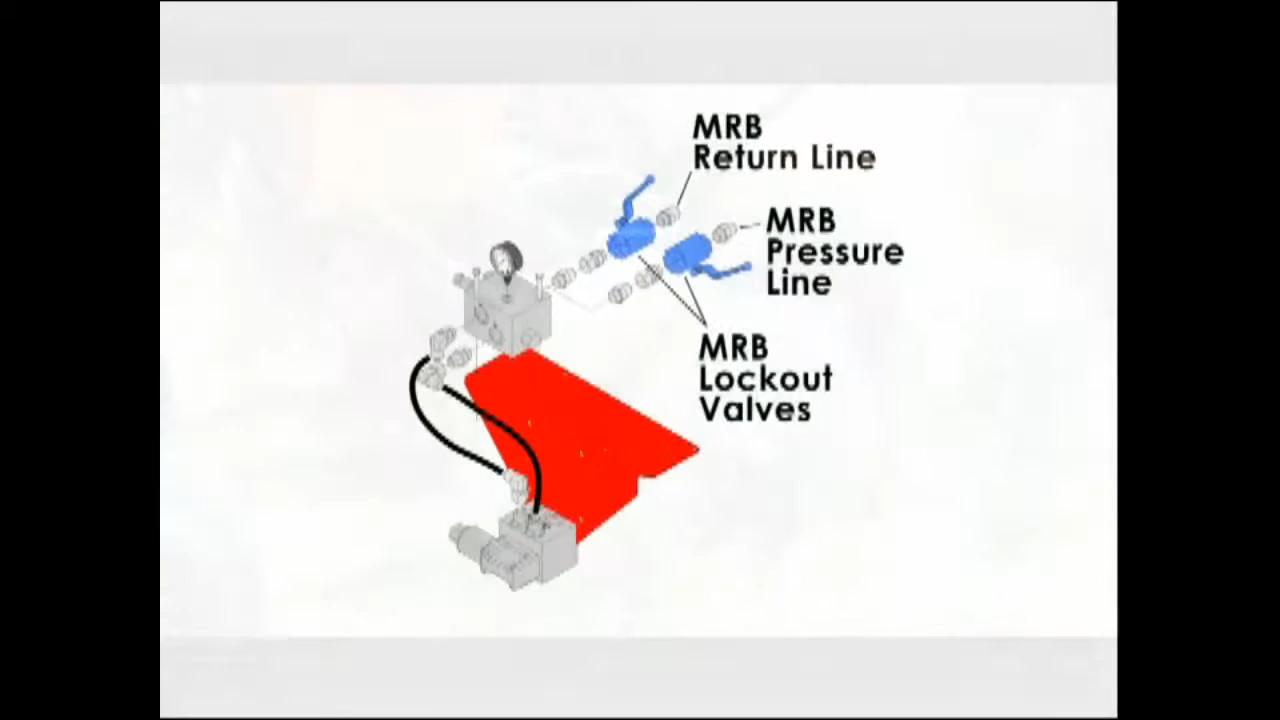 MRB
Return Line
MRB
Pressure
Line
MRB
Lockout
Valves